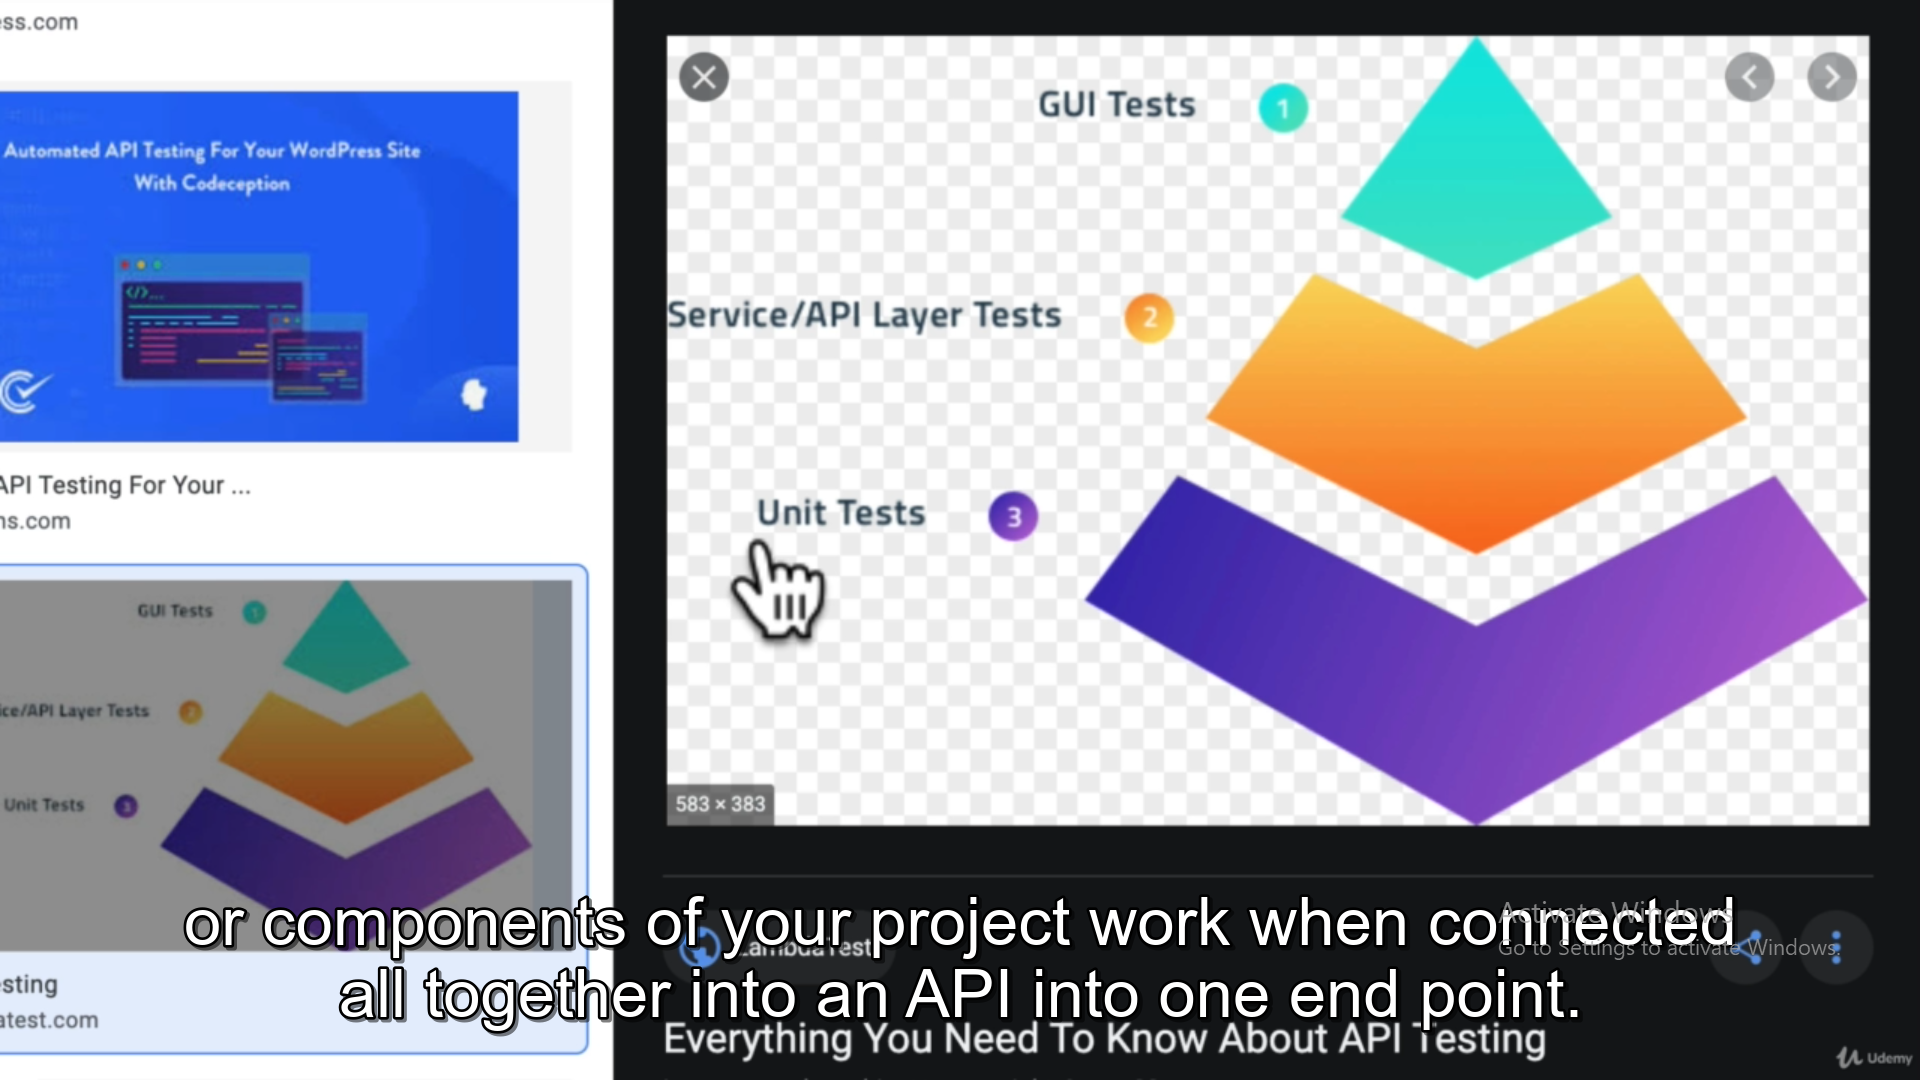 ess.com
Automated API Testing For Your WordPress Site
With Codeception
API Testing For Your ...
ns.com
GUI Tests 1
ice/API Layer Tests 2
Unit Tests 3
sting
atest.com
GUI Tests 1
Service/API Layer Tests 2
Unit Tests 3
583 × 383
LambdaTest
Activate Windows
Go to Settings to activate Windows.
or components of your project work when connected
all together into an API into one end point.
Everything You Need To Know About API Testing
Udemy